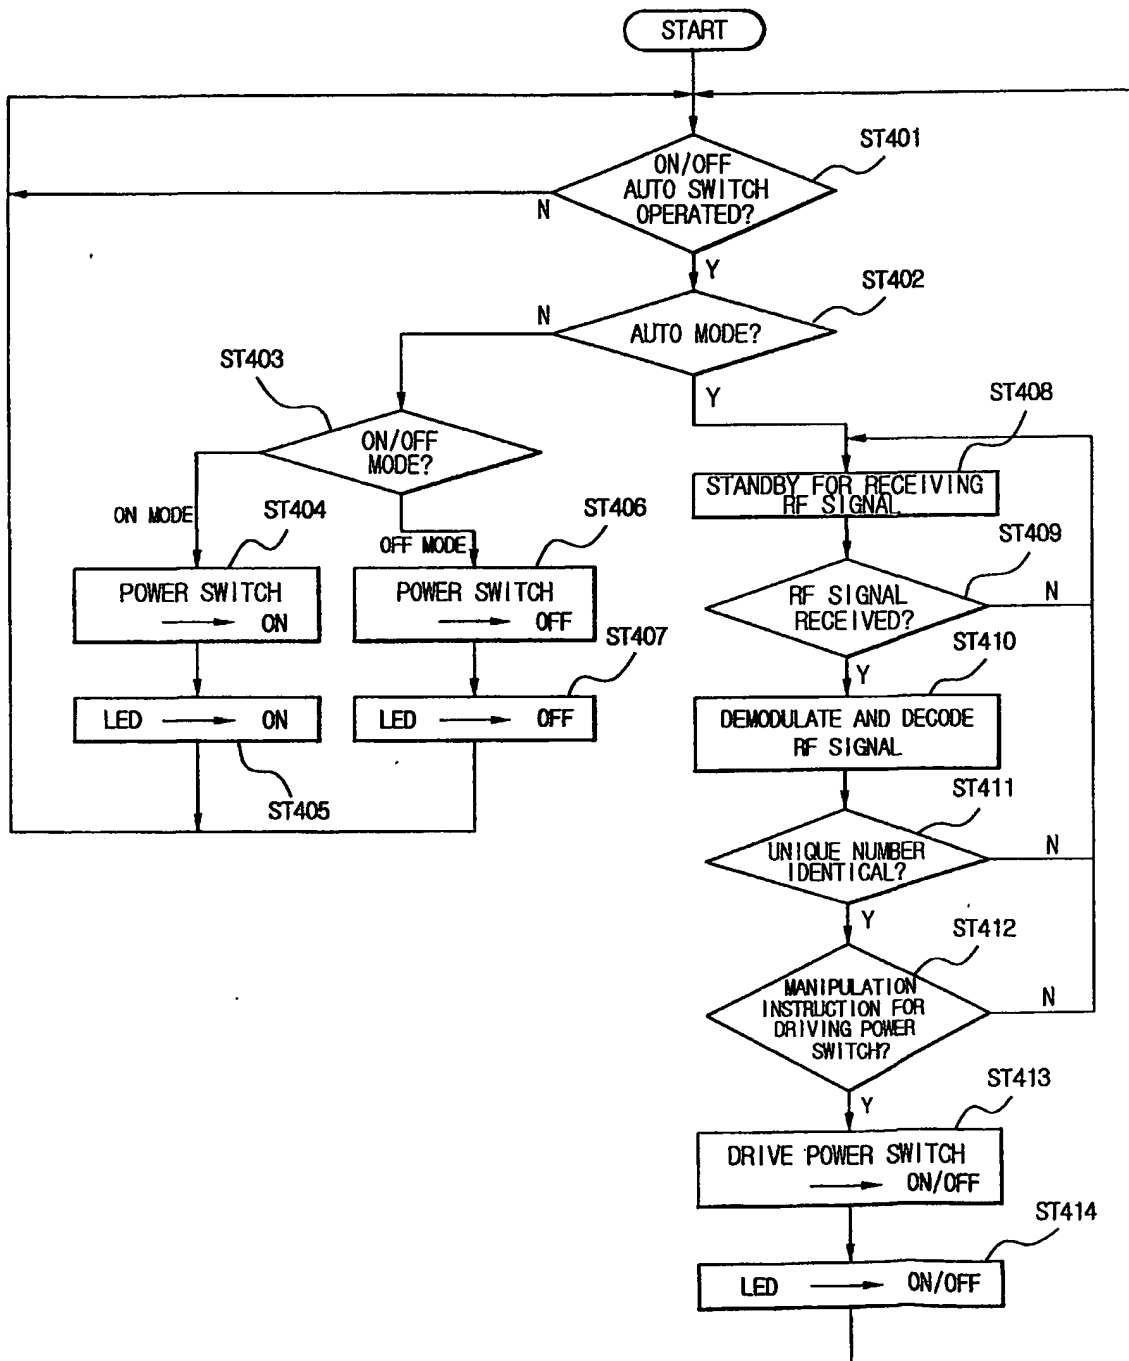 START
ST401
ON/OFF
AUTO SWITCH
OPERATED?
N
Y
ST402
N
AUTO MODE?
Y
ST403
ON/OFF
MODE?
ST408
STANDBY FOR RECEIVING
RF SIGNAL
ON MODE
ST404
OFF MODE
ST406
ST409
POWER SWITCH
ON
POWER SWITCH
OFF
RF SIGNAL
RECEIVED?
N
Y
ST407
ST410
LED
ON
LED
OFF
DEMODULATE AND DECODE
RF SIGNAL
ST405
ST411
UNIQUE NUMBER
IDENTICAL?
N
Y
ST412
MANIPULATION
INSTRUCTION FOR
DRIVING POWER
SWITCH?
N
Y
ST413
DRIVE POWER SWITCH
ON/OFF
ST414
LED
ON/OFF